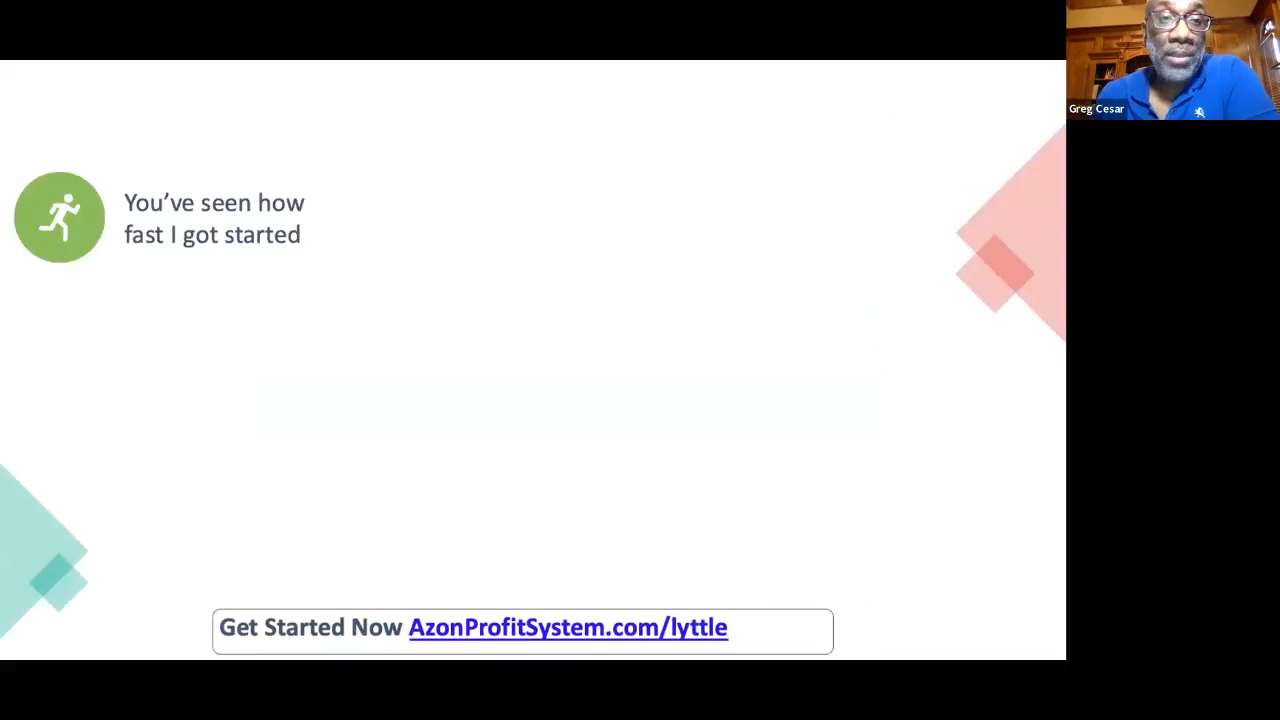 Greg Cesar
You've seen how
fast I got started
Get Started Now AzonProfitSystem.com/lyttle